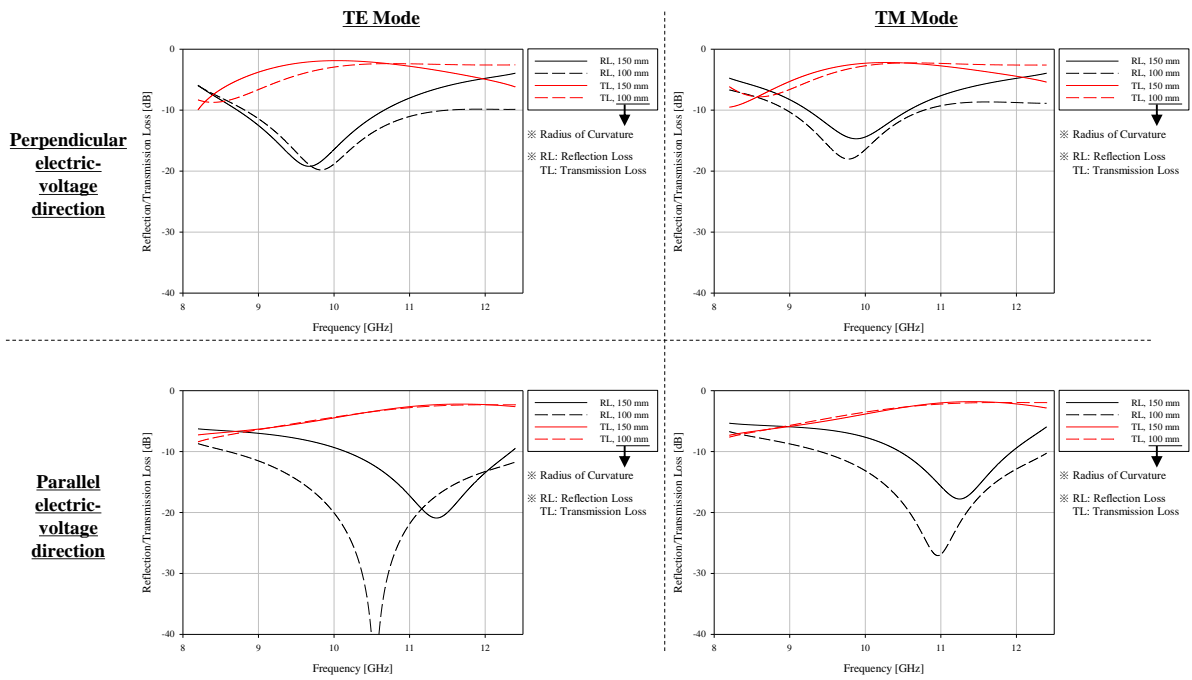 TE Mode
TM Mode
Perpendicular
electric-
voltage
direction
Reflection/Transmission Loss [dB]
0
-10
-20
-30
-40
8
9
10
11
12
Frequency [GHz]
RL, 150 mm
RL, 100 mm
TL, 150 mm
TL, 100 mm
※ Radius of Curvature
※ RL: Reflection Loss
TL: Transmission Loss
Reflection/Transmission Loss [dB]
0
-10
-20
-30
-40
8
9
10
11
12
Frequency [GHz]
RL, 150 mm
RL, 100 mm
TL, 150 mm
TL, 100 mm
※ Radius of Curvature
※ RL: Reflection Loss
TL: Transmission Loss
Parallel
electric-
voltage
direction
Reflection/Transmission Loss [dB]
0
-10
-20
-30
-40
8
9
10
11
12
Frequency [GHz]
RL, 150 mm
RL, 100 mm
TL, 150 mm
TL, 100 mm
※ Radius of Curvature
※ RL: Reflection Loss
TL: Transmission Loss
Reflection/Transmission Loss [dB]
0
-10
-20
-30
-40
8
9
10
11
12
Frequency [GHz]
RL, 150 mm
RL, 100 mm
TL, 150 mm
TL, 100 mm
※ Radius of Curvature
※ RL: Reflection Loss
TL: Transmission Loss